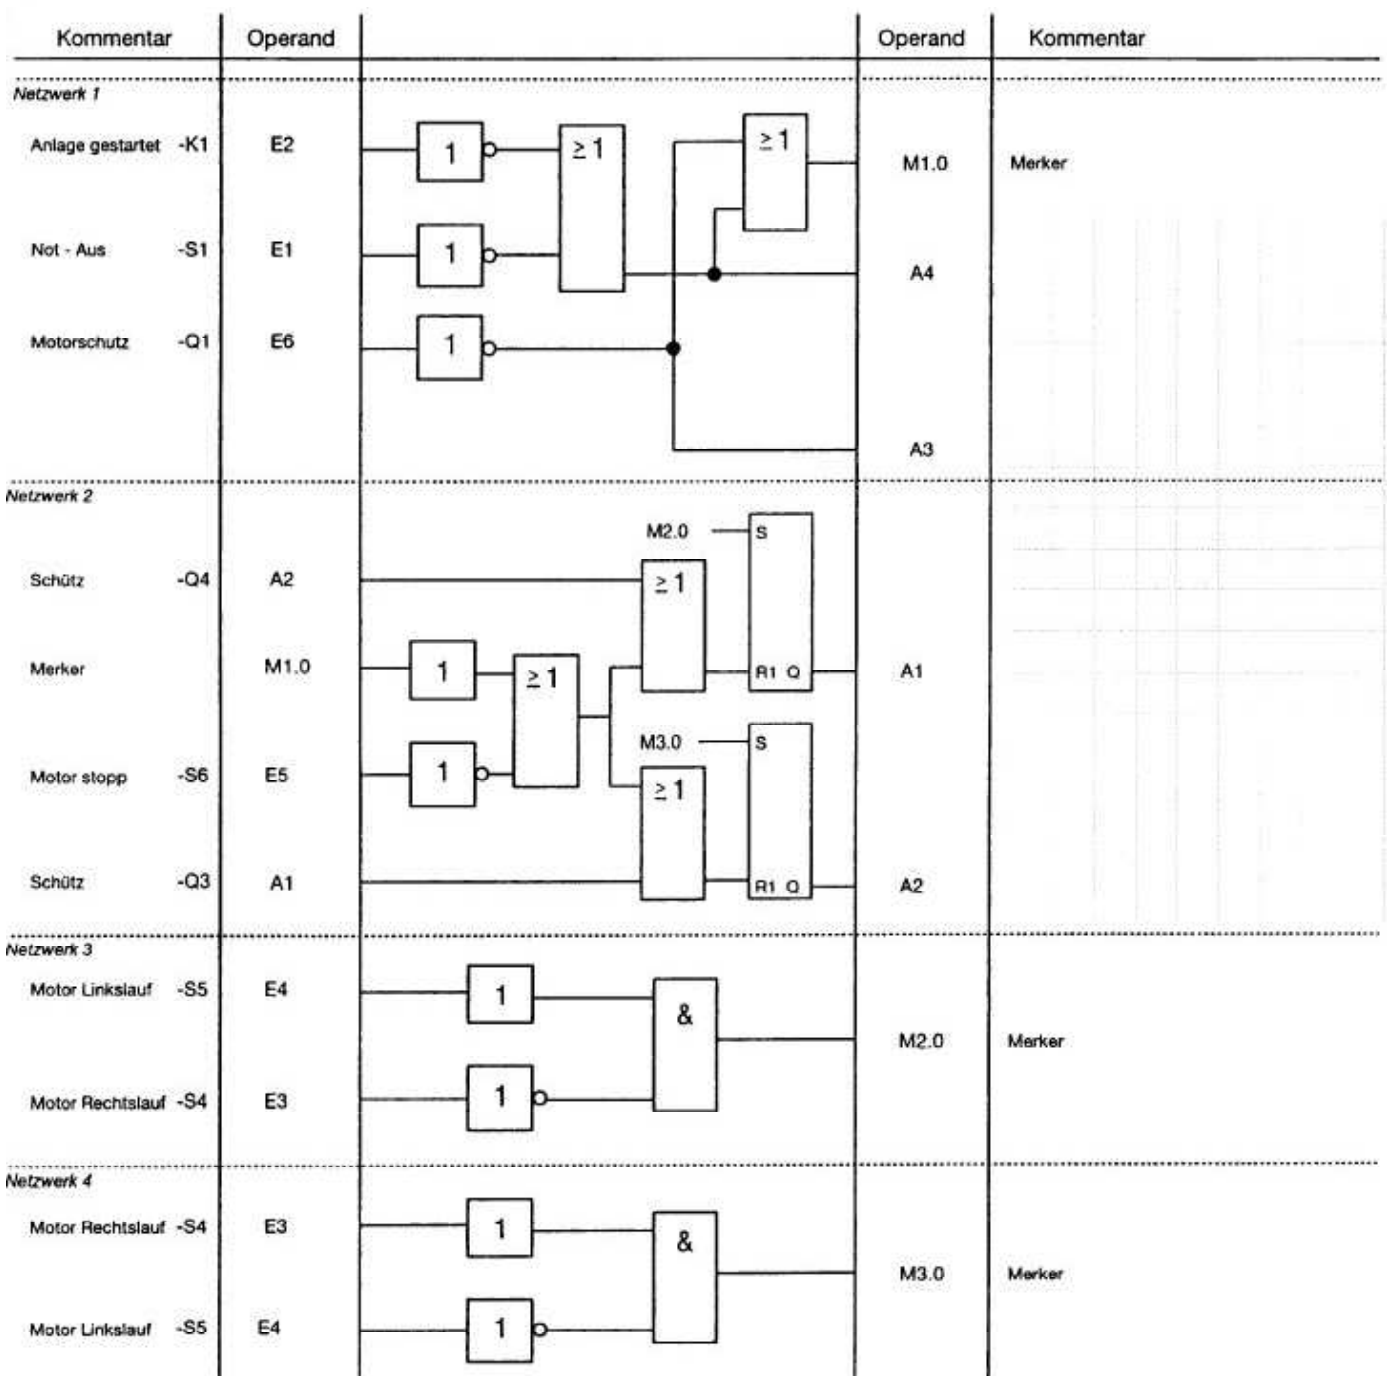 Kommentar Operand Operand Kommentar
Netzwerk 1
Anlage gestartet -K1 E2 1 ≥1 ≥1 M1.0 Merker
Not - Aus -S1 E1 1 A4
Motorschutz -Q1 E6 1
A3
Netzwerk 2
M2.0 S
Schütz -Q4 A2 ≥1
Merker M1.0 1 ≥1 R1 Q A1
M3.0 S
Motor stopp -S6 E5 1 ≥1
Schütz -Q3 A1 R1 Q A2
Netzwerk 3
Motor Linkslauf -S5 E4 1 &
M2.0 Merker
Motor Rechtslauf -S4 E3 1
Netzwerk 4
Motor Rechtslauf -S4 E3 1 &
M3.0 Merker
Motor Linkslauf -S5 E4 1